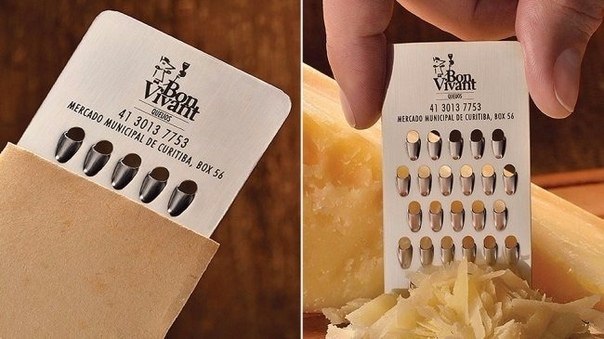 Bon
Vivant
QUEIJOS
41 3013 7753
MERCADO MUNICIPAL DE CURITIBA, BOX 56
Bon
Vivant
QUEIJOS
41 3013 7753
MERCADO MUNICIPAL DE CURITIBA, BOX 56